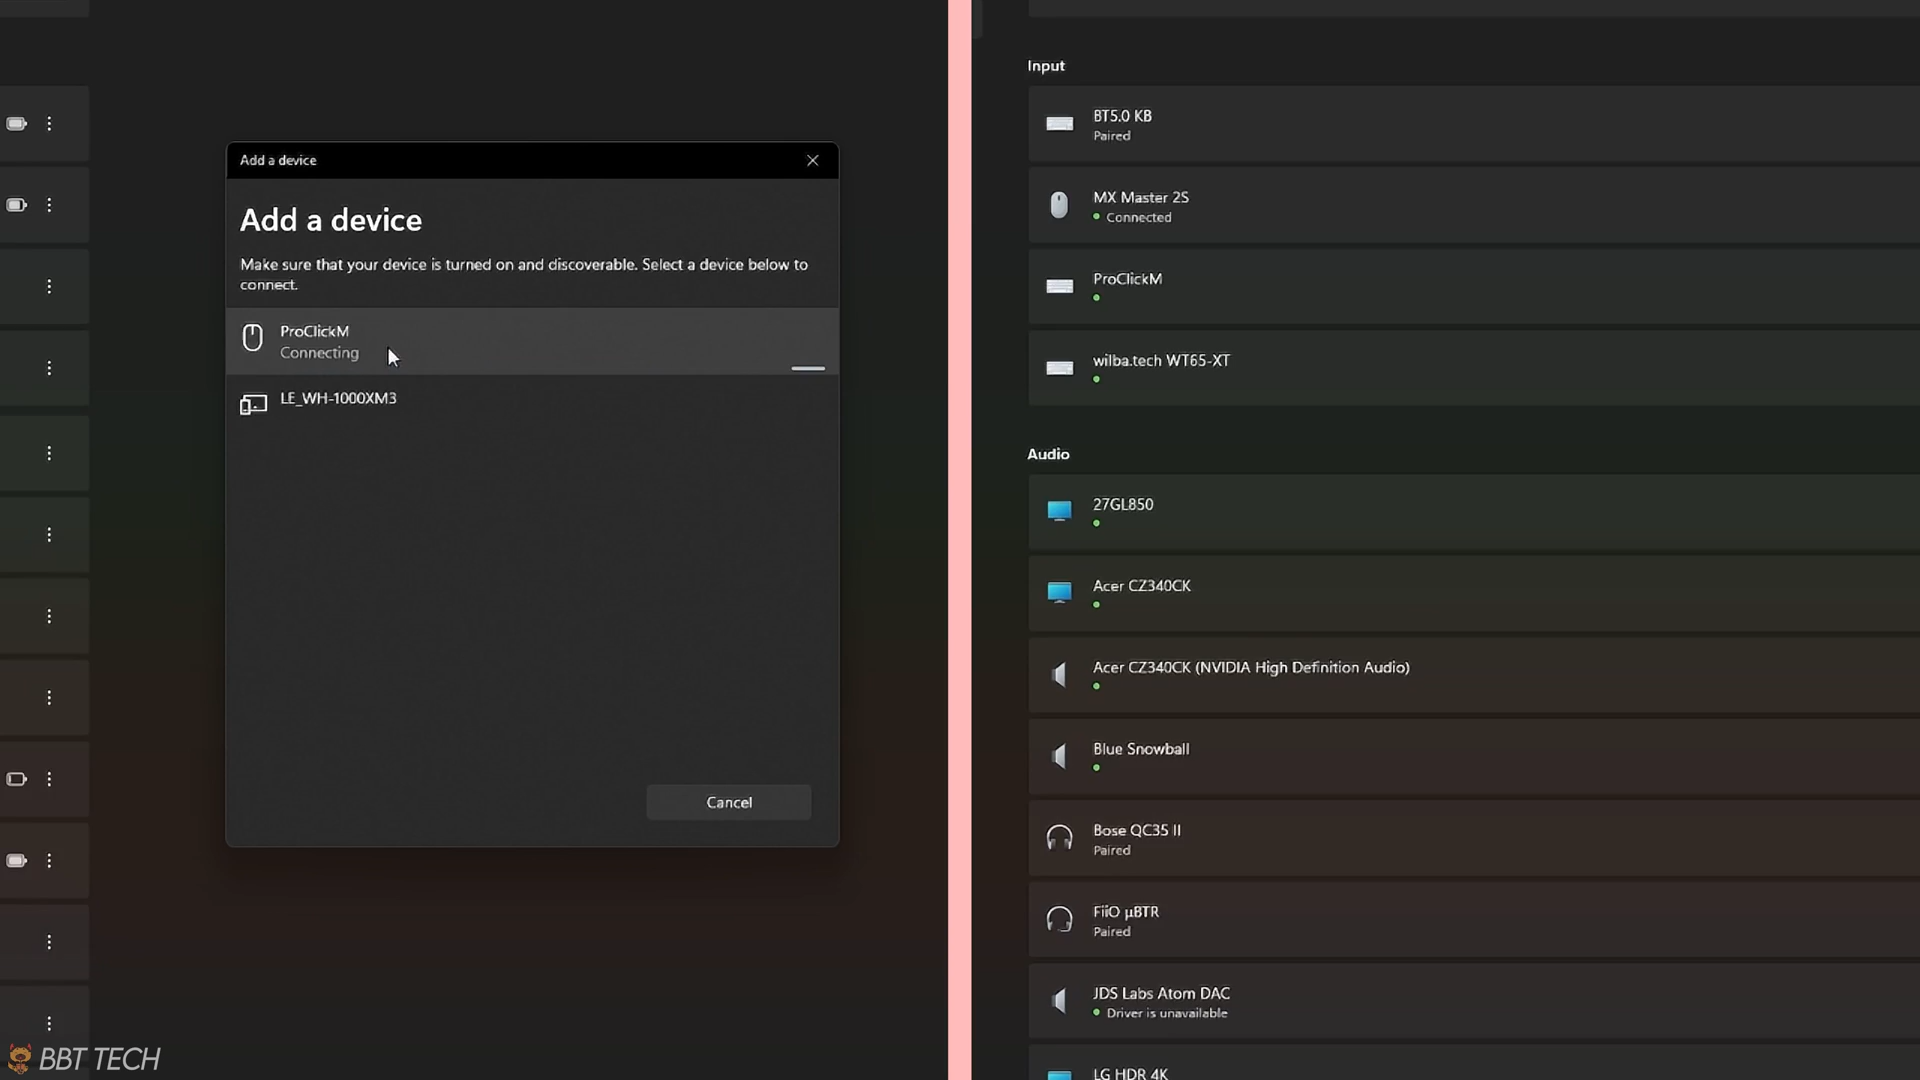 Add a device
Add a device
Make sure that your device is turned on and discoverable. Select a device below to
connect.
ProClickM
Connecting
LE_WH-1000XM3
Cancel
BBT TECH
Input
BT5.0 KB
Paired
MX Master 2S
Connected
ProClickM
wilba.tech WT65-XT
Audio
27GL850
Acer CZ340CK
Acer CZ340CK (NVIDIA High Definition Audio)
Blue Snowball
Bose QC35 II
Paired
FiiO µBTR
Paired
JDS Labs Atom DAC
Driver is unavailable
LG HDR 4K